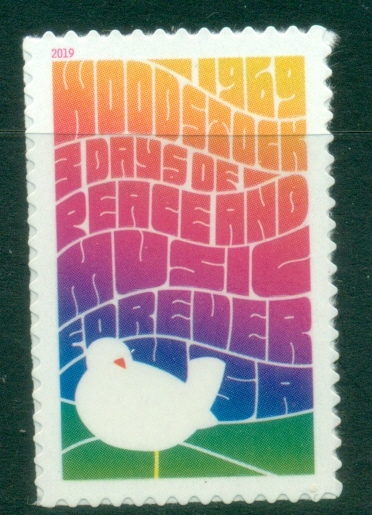 2019
1969
WOODSTOCK
3 DAYS OF
PEACE AND
MUSIC
FOREVER
USA